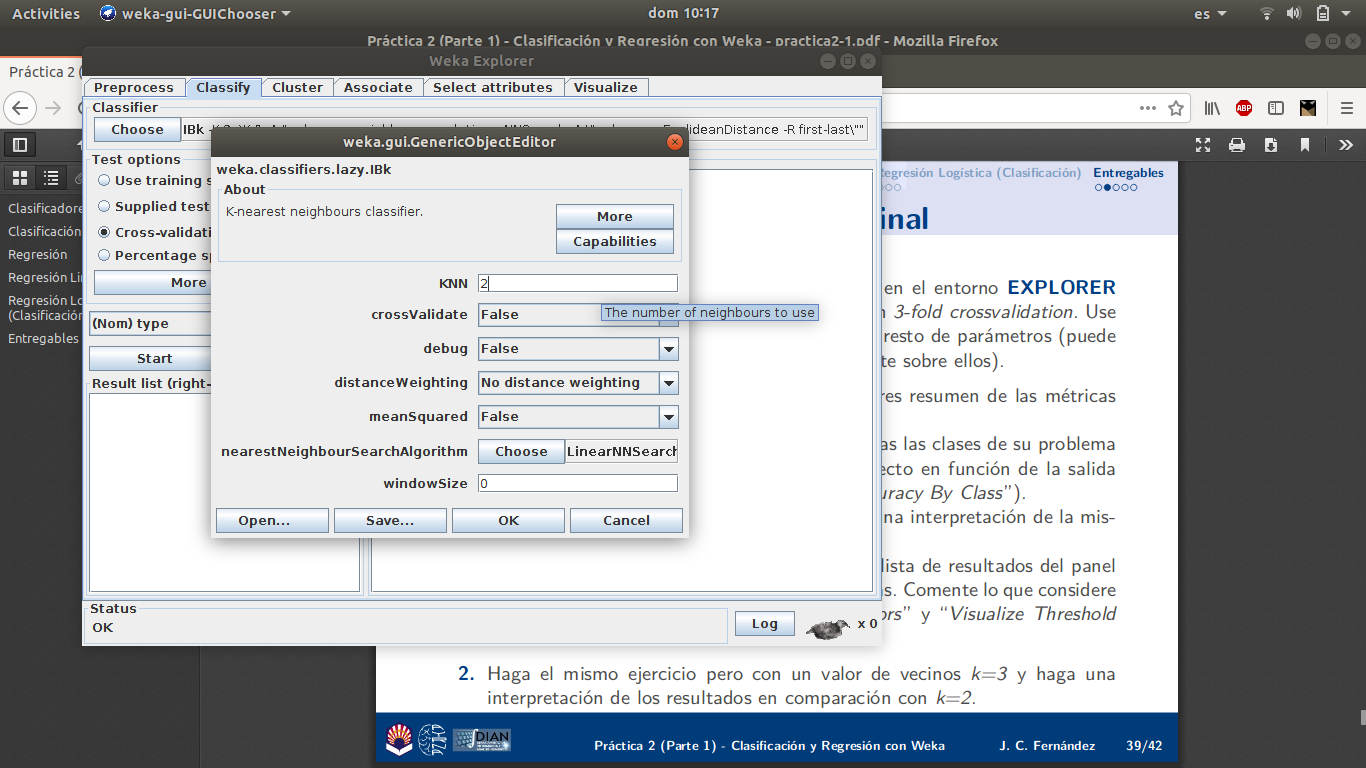 Activities
weka-gui-GUIChooser
dom 10:17
es
Práctica 2 (Parte 1) - Clasificación y Regresión con Weka - practica2-1.pdf - Mozilla Firefox
Práctica 2 (
Weka Explorer
Preprocess
Classify
Cluster
Associate
Select attributes
Visualize
Classifier
Choose
IBk
EuclideanDistance -R first-last\""
ABP
Test options
Use training s
Supplied test
Cross-validati
Percentage sp
More
(Nom) type
Start
Result list (right-
Status
OK
Log
x 0
weka.gui.GenericObjectEditor
weka.classifiers.lazy.IBk
About
K-nearest neighbours classifier.
More
Capabilities
KNN
2
crossValidate
False
The number of neighbours to use
debug
False
distanceWeighting
No distance weighting
meanSquared
False
nearestNeighbourSearchAlgorithm
Choose
LinearNNSearch
windowSize
0
Open...
Save...
OK
Cancel
Clasificadore
Clasificación
Regresión
Regresión Li
Regresión Lo
(Clasificación
Entregables
egresión Logística (Clasificación)
Entregables
inal
en el entorno EXPLORER
n 3-fold crossvalidation. Use
resto de parámetros (puede
te sobre ellos).
res resumen de las métricas
as las clases de su problema
ecto en función de la salida
uracy By Class”).
na interpretación de la mis-
lista de resultados del panel
as. Comente lo que considere
ors” y “Visualize Threshold
2. Haga el mismo ejercicio pero con un valor de vecinos k=3 y haga una
interpretación de los resultados en comparación con k=2.
DIAN
Práctica 2 (Parte 1) - Clasificación y Regresión con Weka
J. C. Fernández
39/42